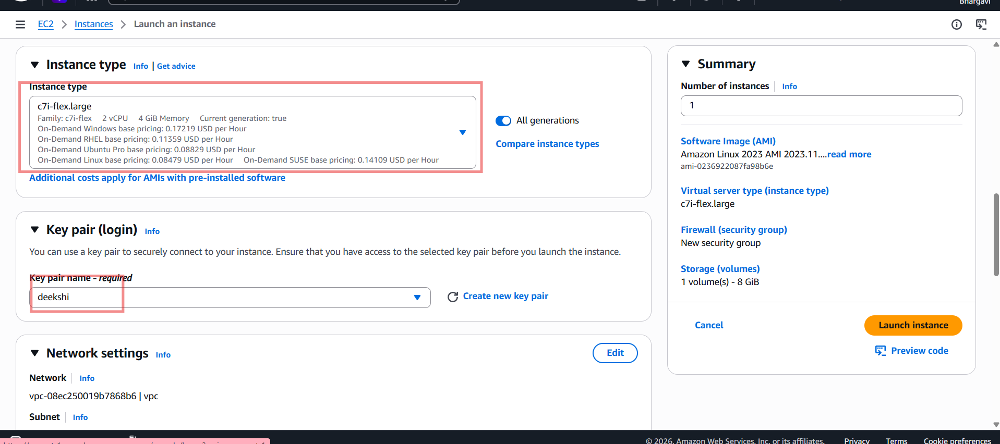 Bhargavi
EC2 > Instances > Launch an instance
Instance type Info | Get advice
Instance type
c7i-flex.large
Family: c7i-flex 2 vCPU 4 GiB Memory Current generation: true
On-Demand Windows base pricing: 0.17219 USD per Hour
On-Demand RHEL base pricing: 0.11359 USD per Hour
On-Demand Ubuntu Pro base pricing: 0.08829 USD per Hour
On-Demand Linux base pricing: 0.08479 USD per Hour On-Demand SUSE base pricing: 0.14109 USD per Hour
All generations
Compare instance types
Additional costs apply for AMIs with pre-installed software
Key pair (login) Info
You can use a key pair to securely connect to your instance. Ensure that you have access to the selected key pair before you launch the instance.
Key pair name - required
deekshi
Create new key pair
Network settings Info
Edit
Network Info
vpc-08ec250019b7868b6 | vpc
Subnet Info
Summary
Number of instances Info
1
Software Image (AMI)
Amazon Linux 2023 AMI 2023.11....read more
ami-0236922087fa98b6e
Virtual server type (instance type)
c7i-flex.large
Firewall (security group)
New security group
Storage (volumes)
1 volume(s) - 8 GiB
Cancel
Launch instance
Preview code
© 2026, Amazon Web Services, Inc. or its affiliates. Privacy Terms Cookie preferences